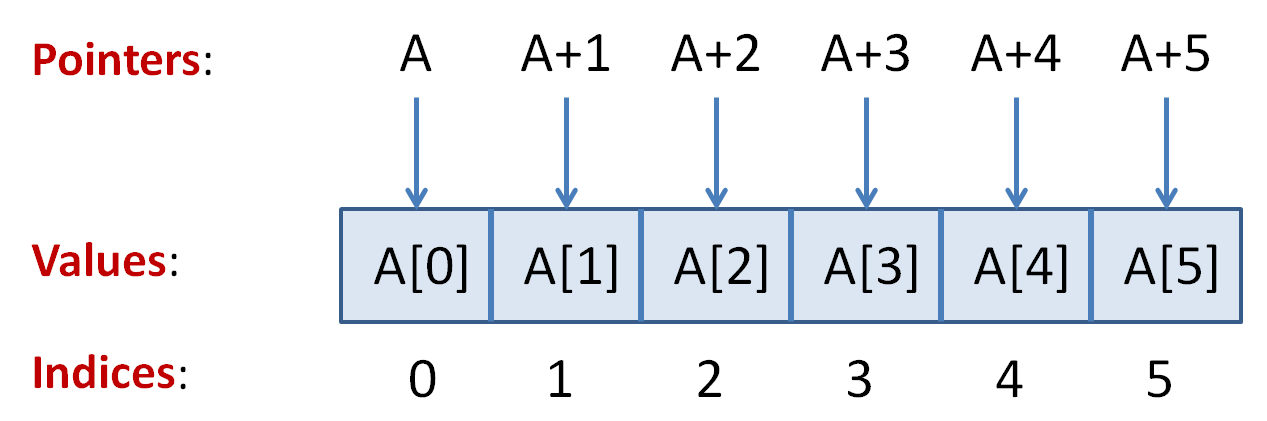 Pointers: A A+1 A+2 A+3 A+4 A+5
Values: A[0] A[1] A[2] A[3] A[4] A[5]
Indices: 0 1 2 3 4 5